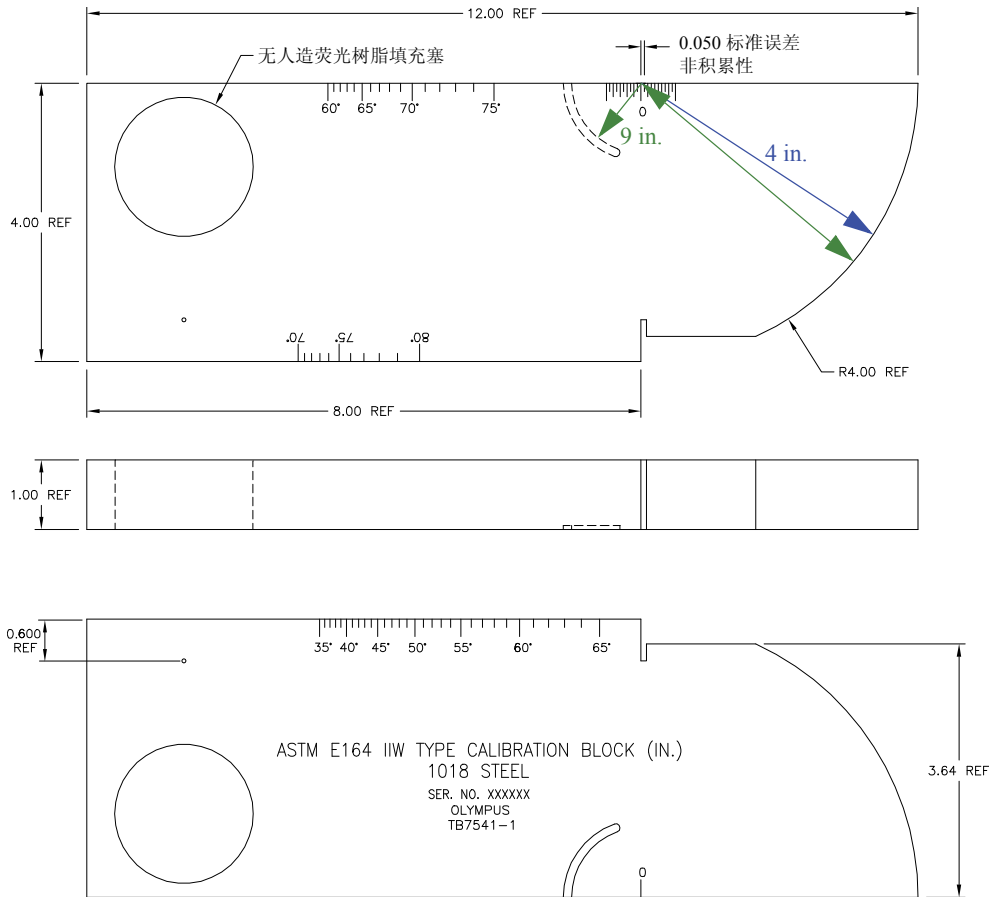 12.00 REF
无人造荧光树脂填充塞
0.050 标准误差
非积累性
60° 65° 70° 75°
0
9 in.
4 in.
4.00 REF
70° 75° 80°
R4.00 REF
8.00 REF
1.00 REF
0.600
REF
35° 40° 45° 50° 55° 60° 65°
ASTM E164 IIW TYPE CALIBRATION BLOCK (IN.)
1018 STEEL
SER. NO. XXXXXX
OLYMPUS
TB7541-1
3.64 REF
0